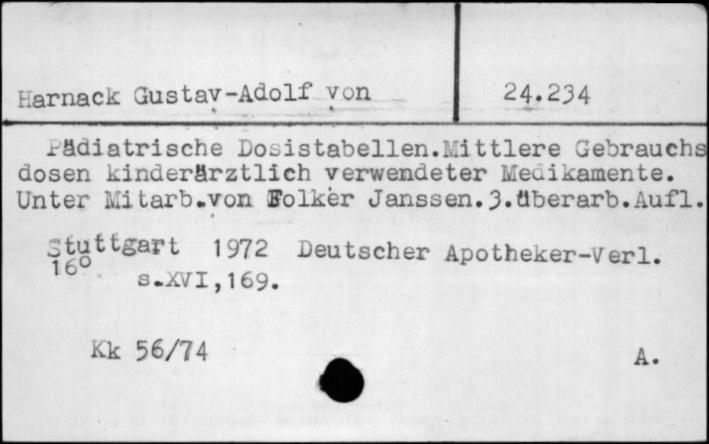 Harnack Gustav-Adolf von 24.234
Pädiatrische Dosistabellen.Mittlere Gebrauchs
dosen kinderärztlich verwendeter Medikamente.
Unter Mitarb.von Folker Janssen.3.überarb.Aufl.
Stuttgart 1972 Deutscher Apotheker-Verl.
16° s.XVI,169.
Kk 56/74 A.